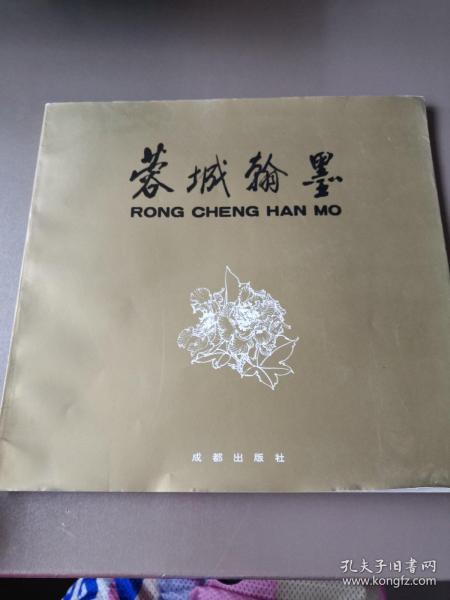 蓉城翰墨
RONG CHENG HAN MO
成都出版社
孔夫子旧书网
www.kongfz.com